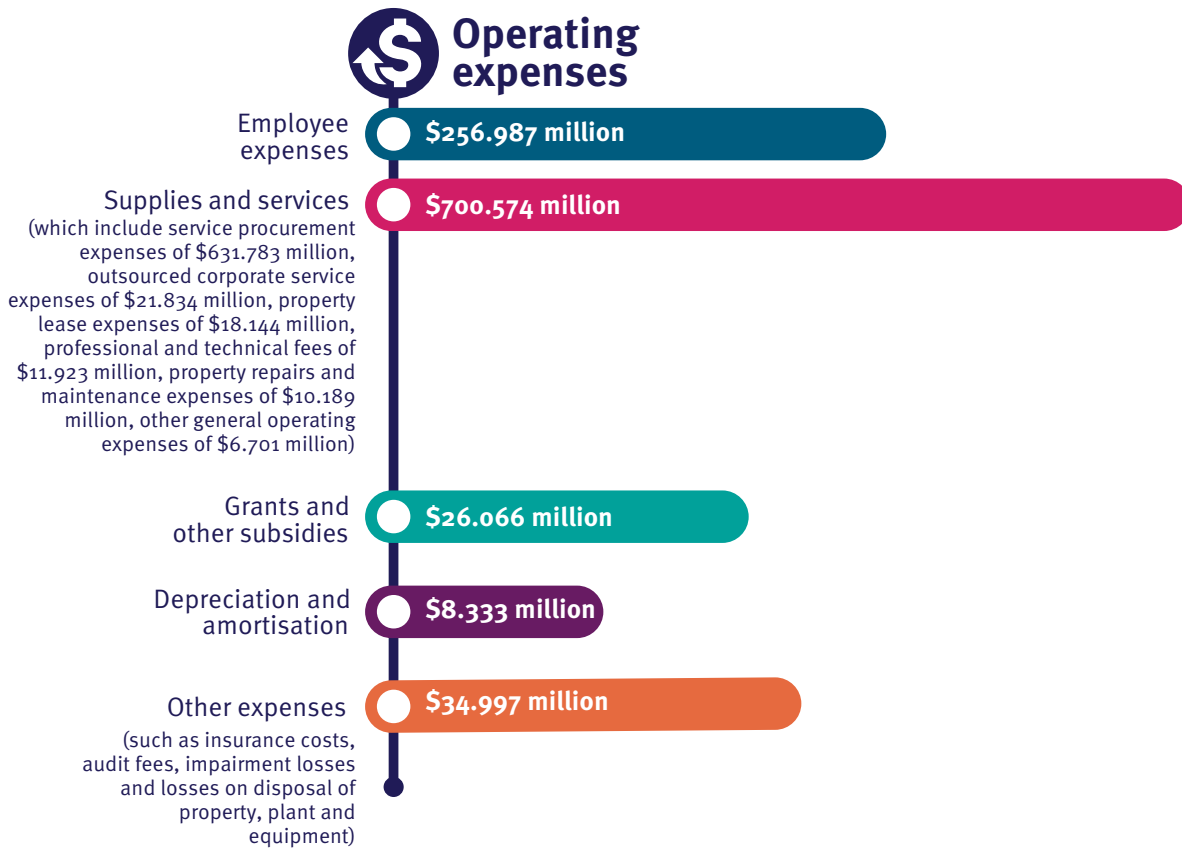 Operating
expenses
Employee
expenses
$256.987 million
Supplies and services
(which include service procurement
expenses of $631.783 million,
outsourced corporate service
expenses of $21.834 million, property
lease expenses of $18.144 million,
professional and technical fees of
$11.923 million, property repairs and
maintenance expenses of $10.189
million, other general operating
expenses of $6.701 million)
$700.574 million
Grants and
other subsidies
$26.066 million
Depreciation and
amortisation
$8.333 million
Other expenses
(such as insurance costs,
audit fees, impairment losses
and losses on disposal of
property, plant and
equipment)
$34.997 million